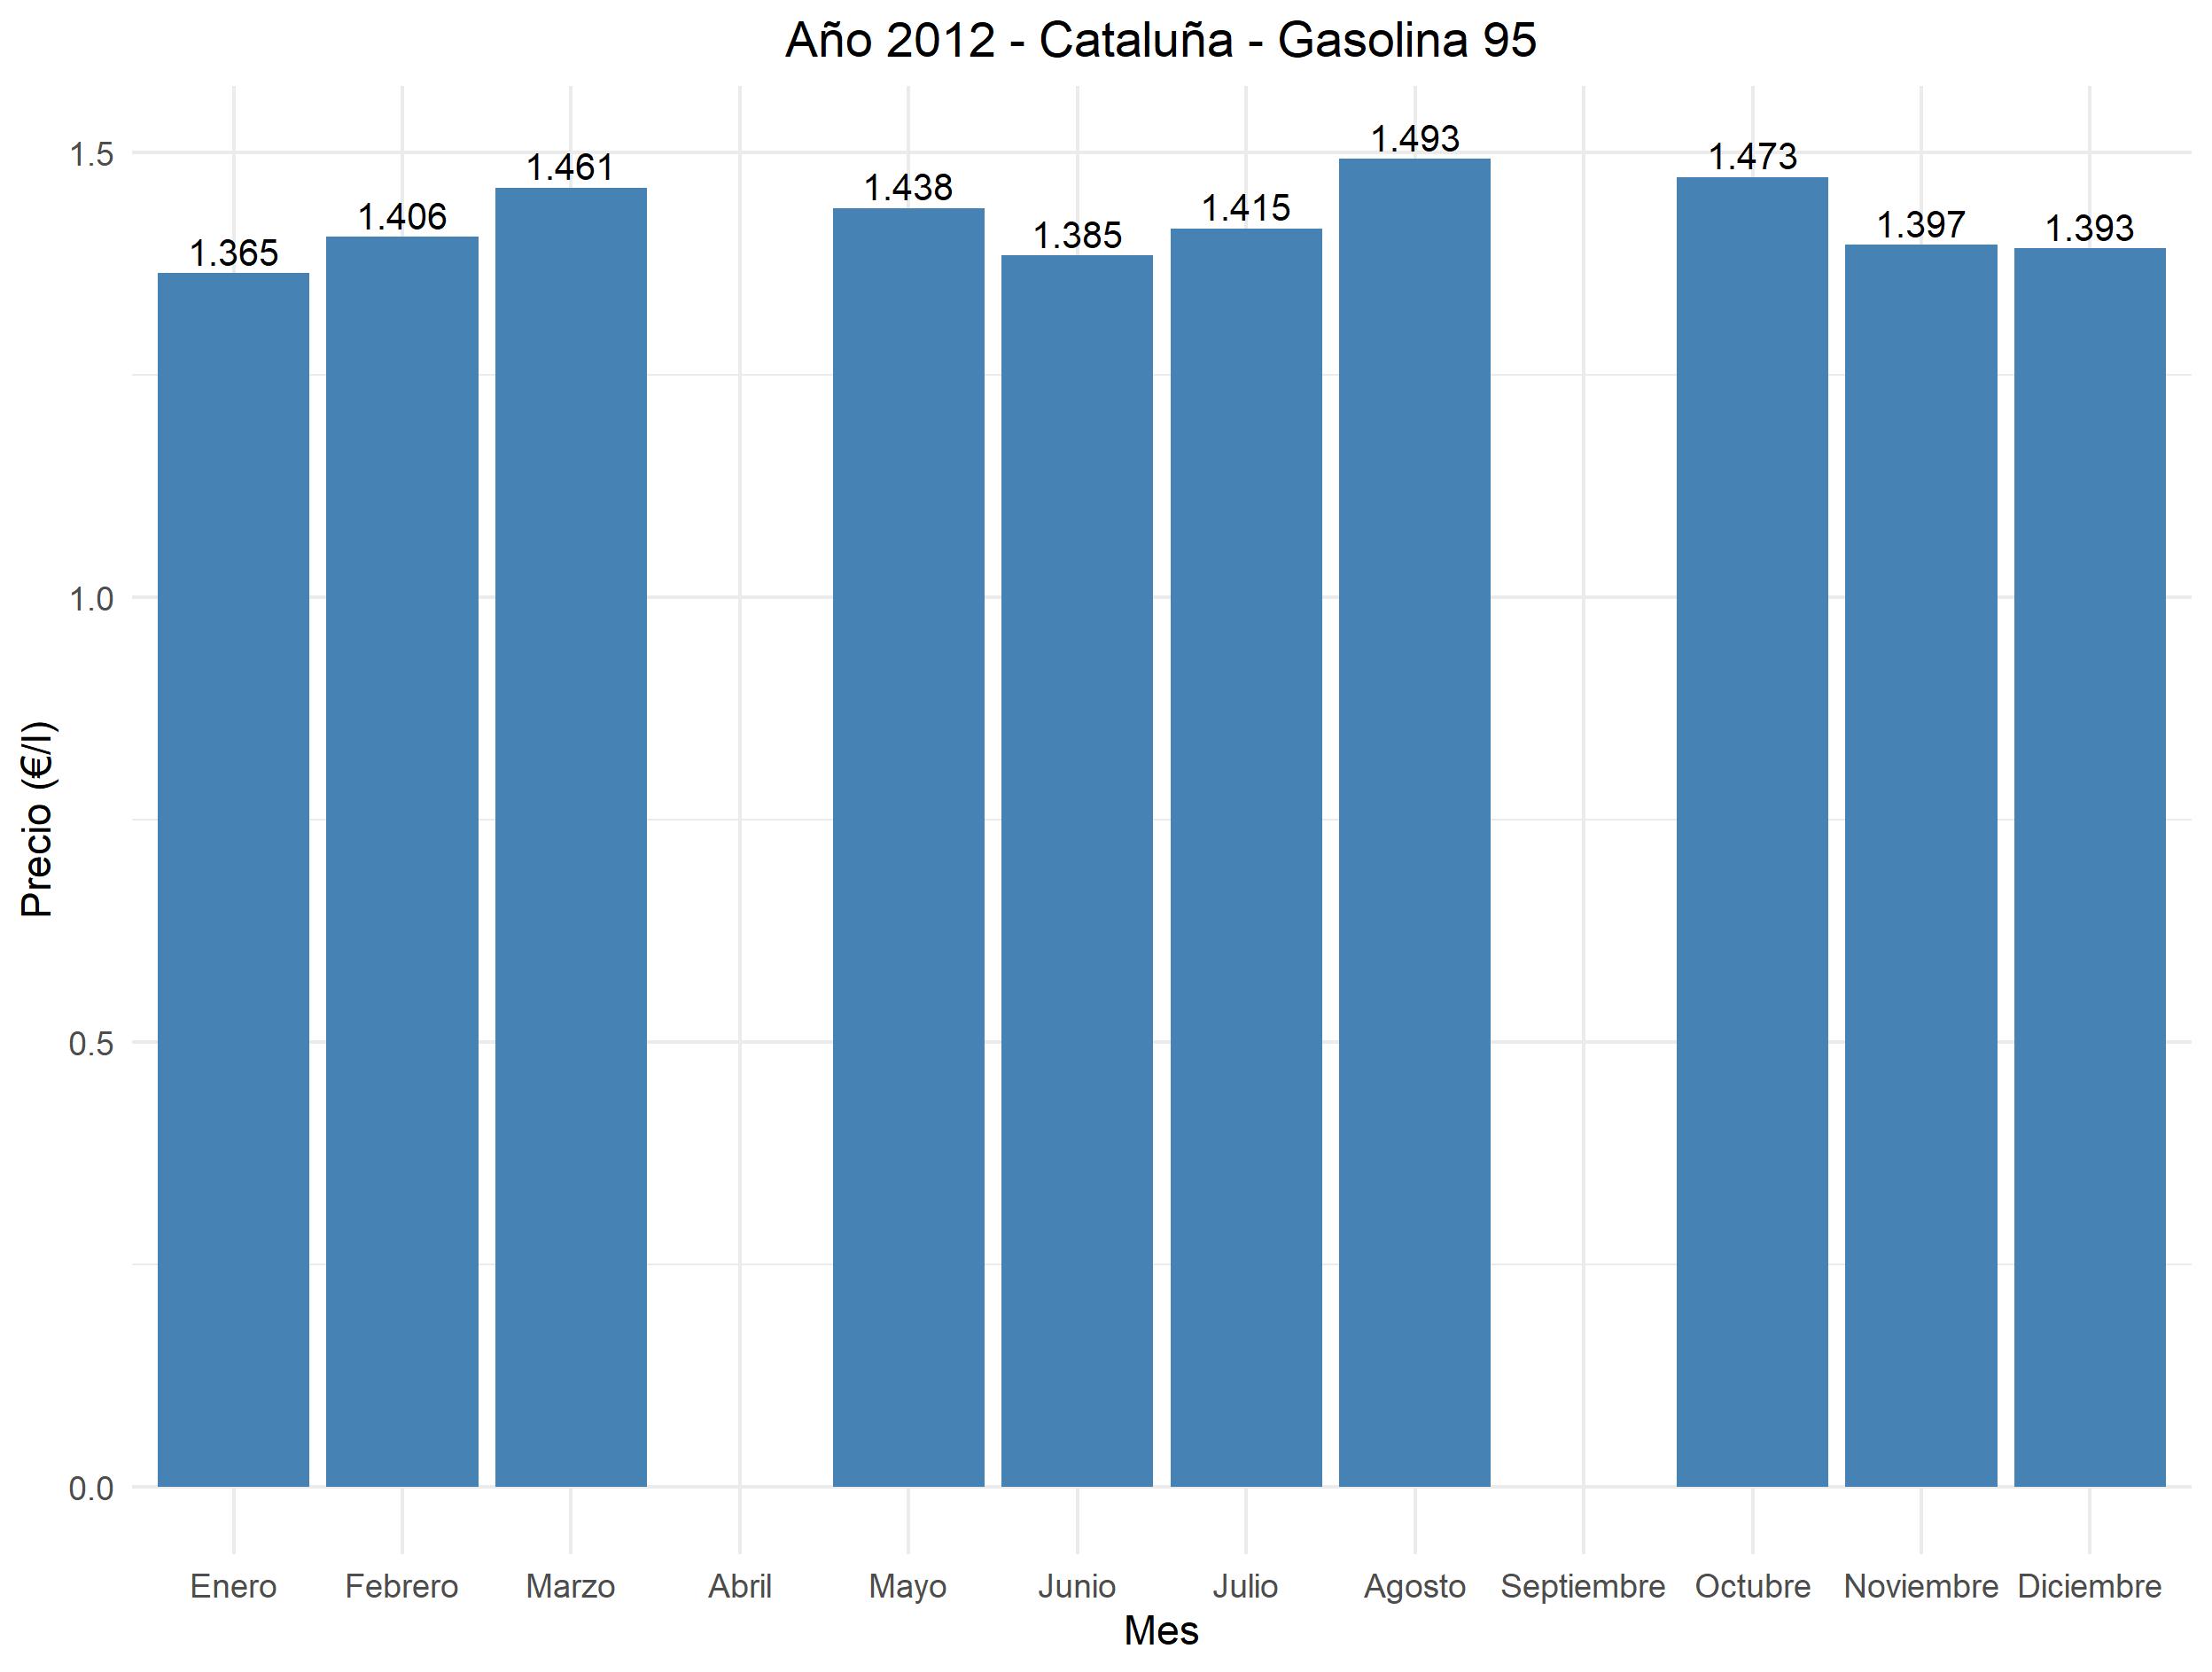 Año 2012 - Cataluña - Gasolina 95
Precio (€/l)
1.5
1.0
0.5
0.0
1.365
1.406
1.461
1.438
1.385
1.415
1.493
1.473
1.397
1.393
Enero
Febrero
Marzo
Abril
Mayo
Junio
Julio
Agosto
Septiembre
Octubre
Noviembre
Diciembre
Mes